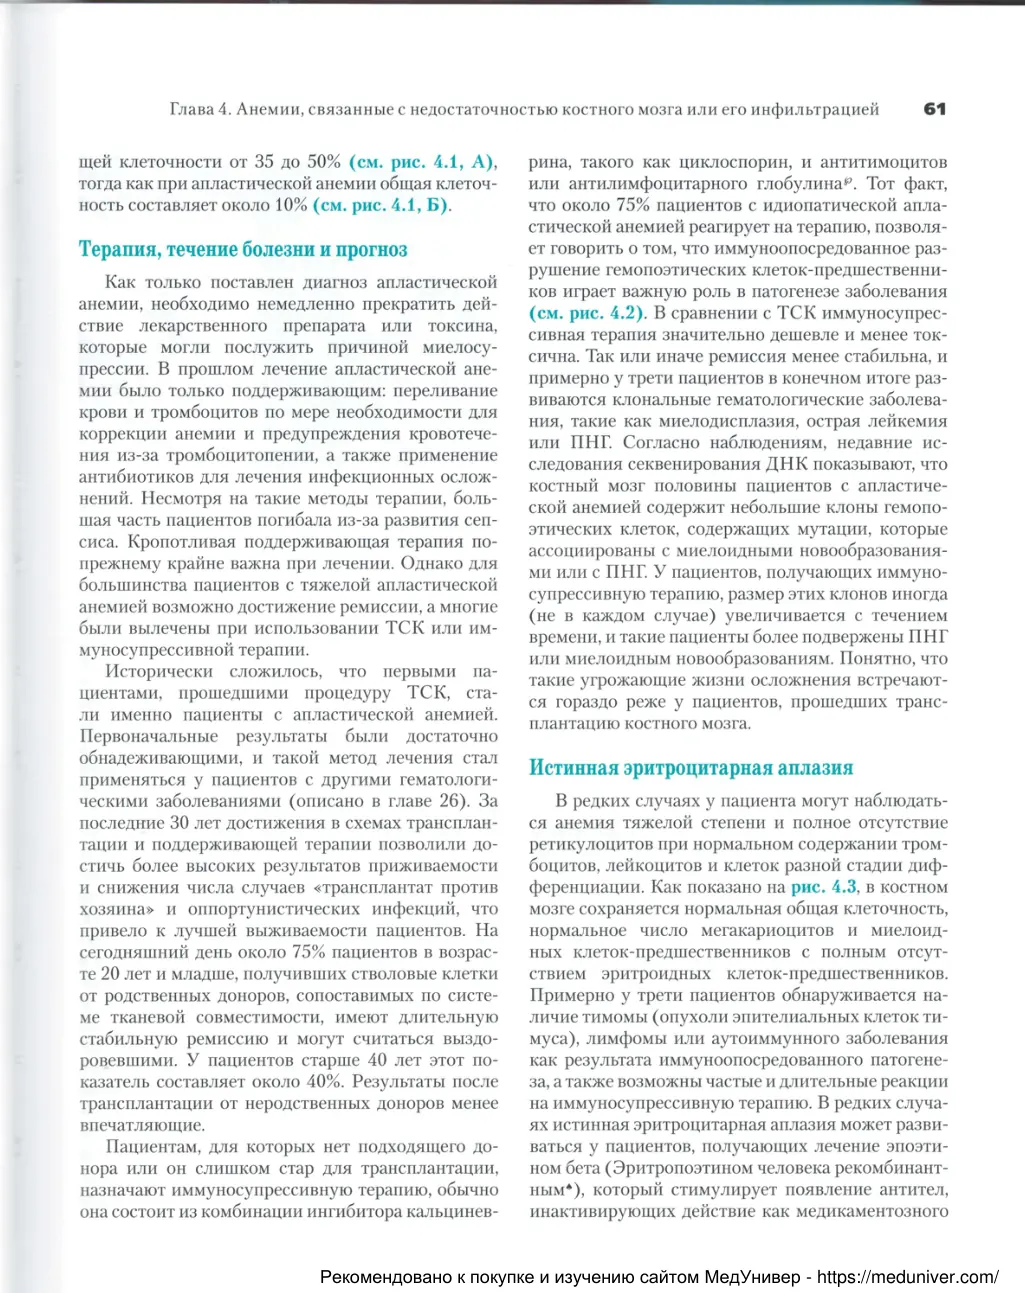 Глава 4. Анемии, связанные с недостаточностью костного мозга или его инфильтрацией 61
щей клеточности от 35 до 50% (см. рис. 4.1, А),
тогда как при апластической анемии общая клеточ-
ность составляет около 10% (см. рис. 4.1, Б).
Терапия, течение болезни и прогноз
Как только поставлен диагноз апластической
анемии, необходимо немедленно прекратить дей-
ствие лекарственного препарата или токсина,
которые могли послужить причиной миелосу-
прессии. В прошлом лечение апластической ане-
мии было только поддерживающим: переливание
крови и тромбоцитов по мере необходимости для
коррекции анемии и предупреждения кровотече-
ния из-за тромбоцитопении, а также применение
антибиотиков для лечения инфекционных ослож-
нений. Несмотря на такие методы терапии, боль-
шая часть пациентов погибала из-за развития сеп-
сиса. Кропотливая поддерживающая терапия по-
прежнему крайне важна при лечении. Однако для
большинства пациентов с тяжелой апластической
анемией возможно достижение ремиссии, а многие
были вылечены при использовании ТСК или им-
муносупрессивной терапии.
Исторически сложилось, что первыми па-
циентами, прошедшими процедуру ТСК, ста-
ли именно пациенты с апластической анемией.
Первоначальные результаты были достаточно
обнадеживающими, и такой метод лечения стал
применяться у пациентов с другими гематологи-
ческими заболеваниями (описано в главе 26). За
последние 30 лет достижения в схемах трансплан-
тации и поддерживающей терапии позволили до-
стичь более высоких результатов приживаемости
и снижения числа случаев «трансплантат против
хозяина» и оппортунистических инфекций, что
привело к лучшей выживаемости пациентов. На
сегодняшний день около 75% пациентов в возрас-
те 20 лет и младше, получивших стволовые клетки
от родственных доноров, сопоставимых по систе-
ме тканевой совместимости, имеют длительную
стабильную ремиссию и могут считаться выздо-
ровевшими. У пациентов старше 40 лет этот по-
казатель составляет около 40%. Результаты после
трансплантации от неродственных доноров менее
впечатляющие.
Пациентам, для которых нет подходящего до-
нора или он слишком стар для трансплантации,
назначают иммуносупрессивную терапию, обычно
она состоит из комбинации ингибитора кальцинев-
рина, такого как циклоспорин, и антитимоцитов
или антилимфоцитарного глобулина℘. Тот факт,
что около 75% пациентов с идиопатической апла-
стической анемией реагирует на терапию, позволя-
ет говорить о том, что иммуноопосредованное раз-
рушение гемопоэтических клеток-предшественни-
ков играет важную роль в патогенезе заболевания
(см. рис. 4.2). В сравнении с ТСК иммуносупрес-
сивная терапия значительно дешевле и менее ток-
сична. Так или иначе ремиссия менее стабильна, и
примерно у трети пациентов в конечном итоге раз-
виваются клональные гематологические заболева-
ния, такие как миелодисплазия, острая лейкемия
или ПНГ. Согласно наблюдениям, недавние ис-
следования секвенирования ДНК показывают, что
костный мозг половины пациентов с апластиче-
ской анемией содержит небольшие клоны гемопо-
этических клеток, содержащих мутации, которые
ассоциированы с миелоидными новообразования-
ми или с ПНГ. У пациентов, получающих иммуно-
супрессивную терапию, размер этих клонов иногда
(не в каждом случае) увеличивается с течением
времени, и такие пациенты более подвержены ПНГ
или миелоидным новообразованиям. Понятно, что
такие угрожающие жизни осложнения встречают-
ся гораздо реже у пациентов, прошедших транс-
плантацию костного мозга.
Истинная эритроцитарная аплазия
В редких случаях у пациента могут наблюдать-
ся анемия тяжелой степени и полное отсутствие
ретикулоцитов при нормальном содержании тром-
боцитов, лейкоцитов и клеток разной стадии диф-
ференциации. Как показано на рис. 4.3, в костном
мозге сохраняется нормальная общая клеточность,
нормальное число мегакариоцитов и миелоид-
ных клеток-предшественников с полным отсут-
ствием эритроидных клеток-предшественников.
Примерно у трети пациентов обнаруживается на-
личие тимомы (опухоли эпителиальных клеток ти-
муса), лимфомы или аутоиммунного заболевания
как результата иммуноопосредованного патогене-
за, а также возможны частые и длительные реакции
на иммуносупрессивную терапию. В редких случа-
ях истинная эритроцитарная аплазия может разви-
ваться у пациентов, получающих лечение эпоэти-
ном бета (Эритропоэтином человека рекомбинант-
ным♠), который стимулирует появление антител,
инактивирующих действие как медикаментозного
Рекомендовано к покупке и изучению сайтом МедУнивер - https://meduniver.com/